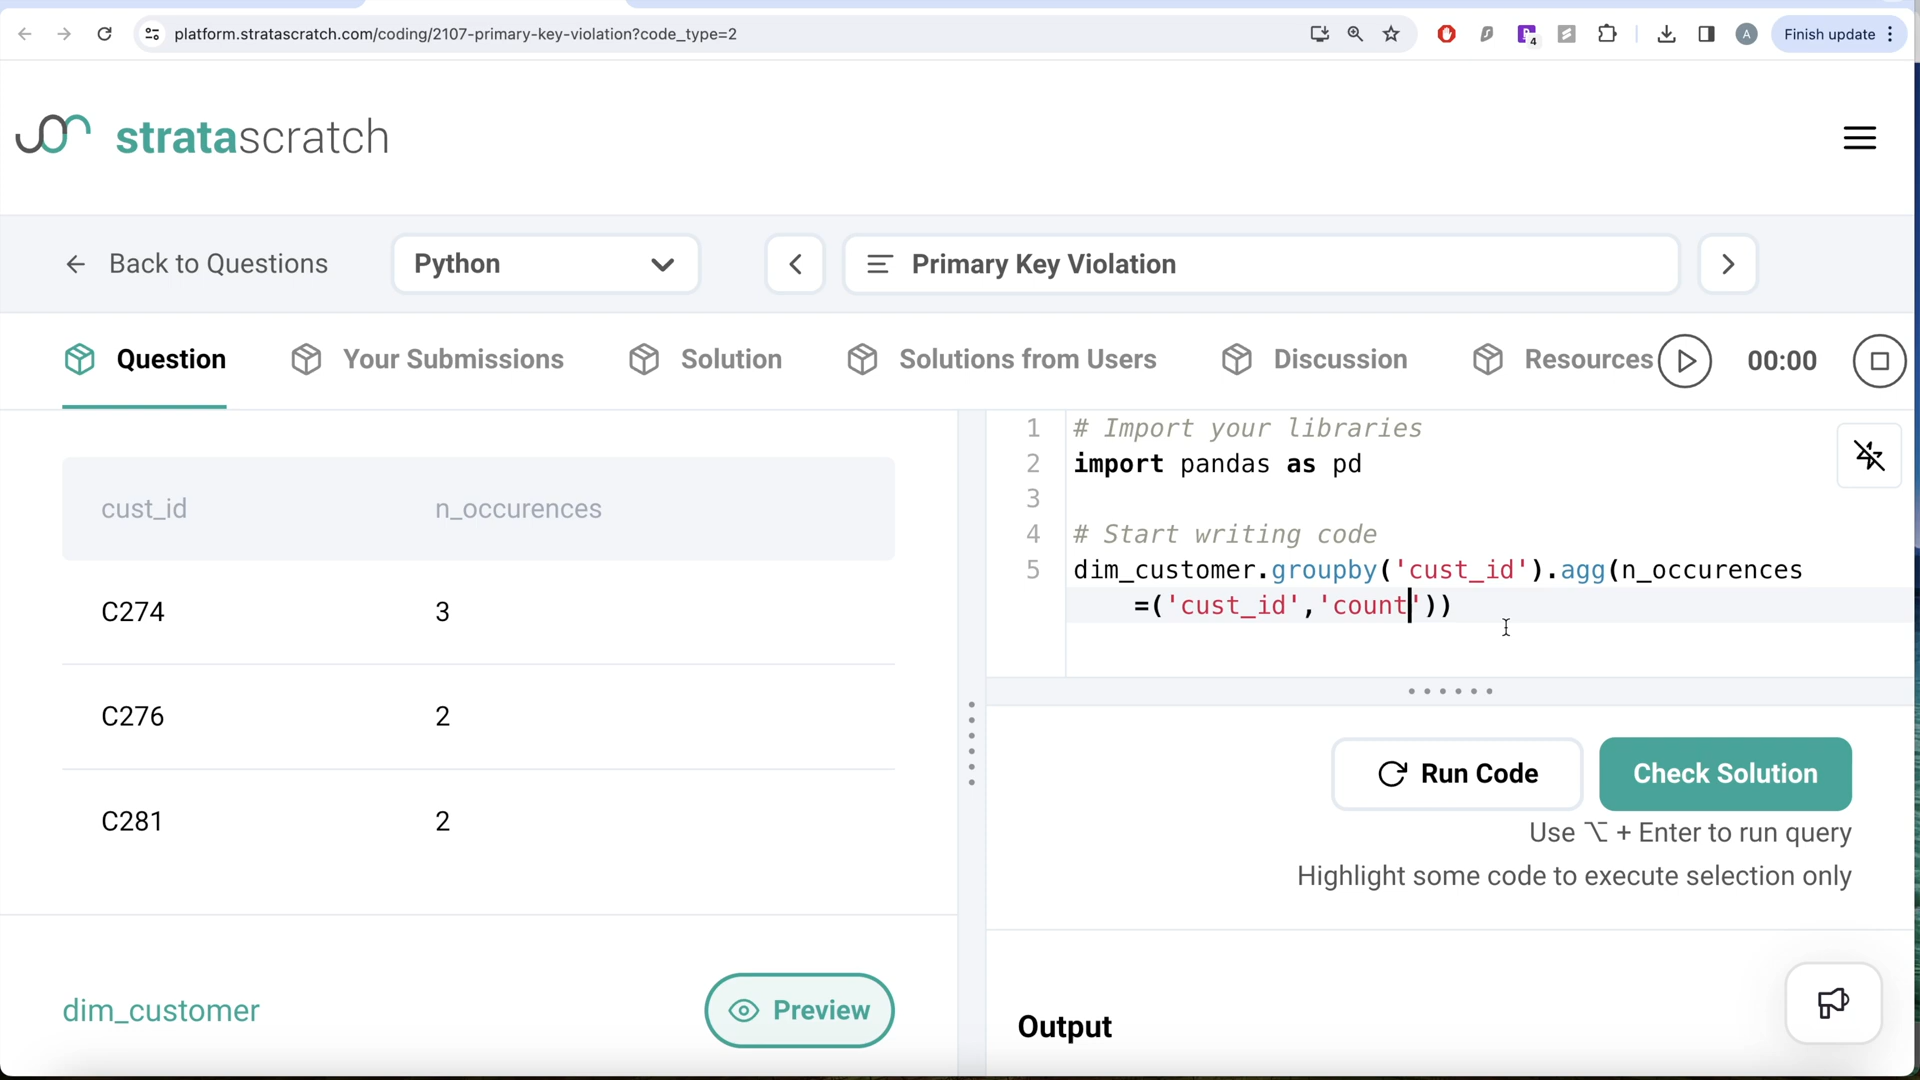 platform.stratascratch.com/coding/2107-primary-key-violation?code_type=2
4
A
Finish update
stratascratch
Back to Questions
Python
Primary Key Violation
Question
Your Submissions
Solution
Solutions from Users
Discussion
Resources
00:00
cust_id n_occurences
C274 3
C276 2
C281 2
dim_customer
Preview
1 # Import your libraries
2 import pandas as pd
3
4 # Start writing code
5 dim_customer.groupby('cust_id').agg(n_occurences
=('cust_id','count'))
Run Code
Check Solution
Use ⌥ + Enter to run query
Highlight some code to execute selection only
Output